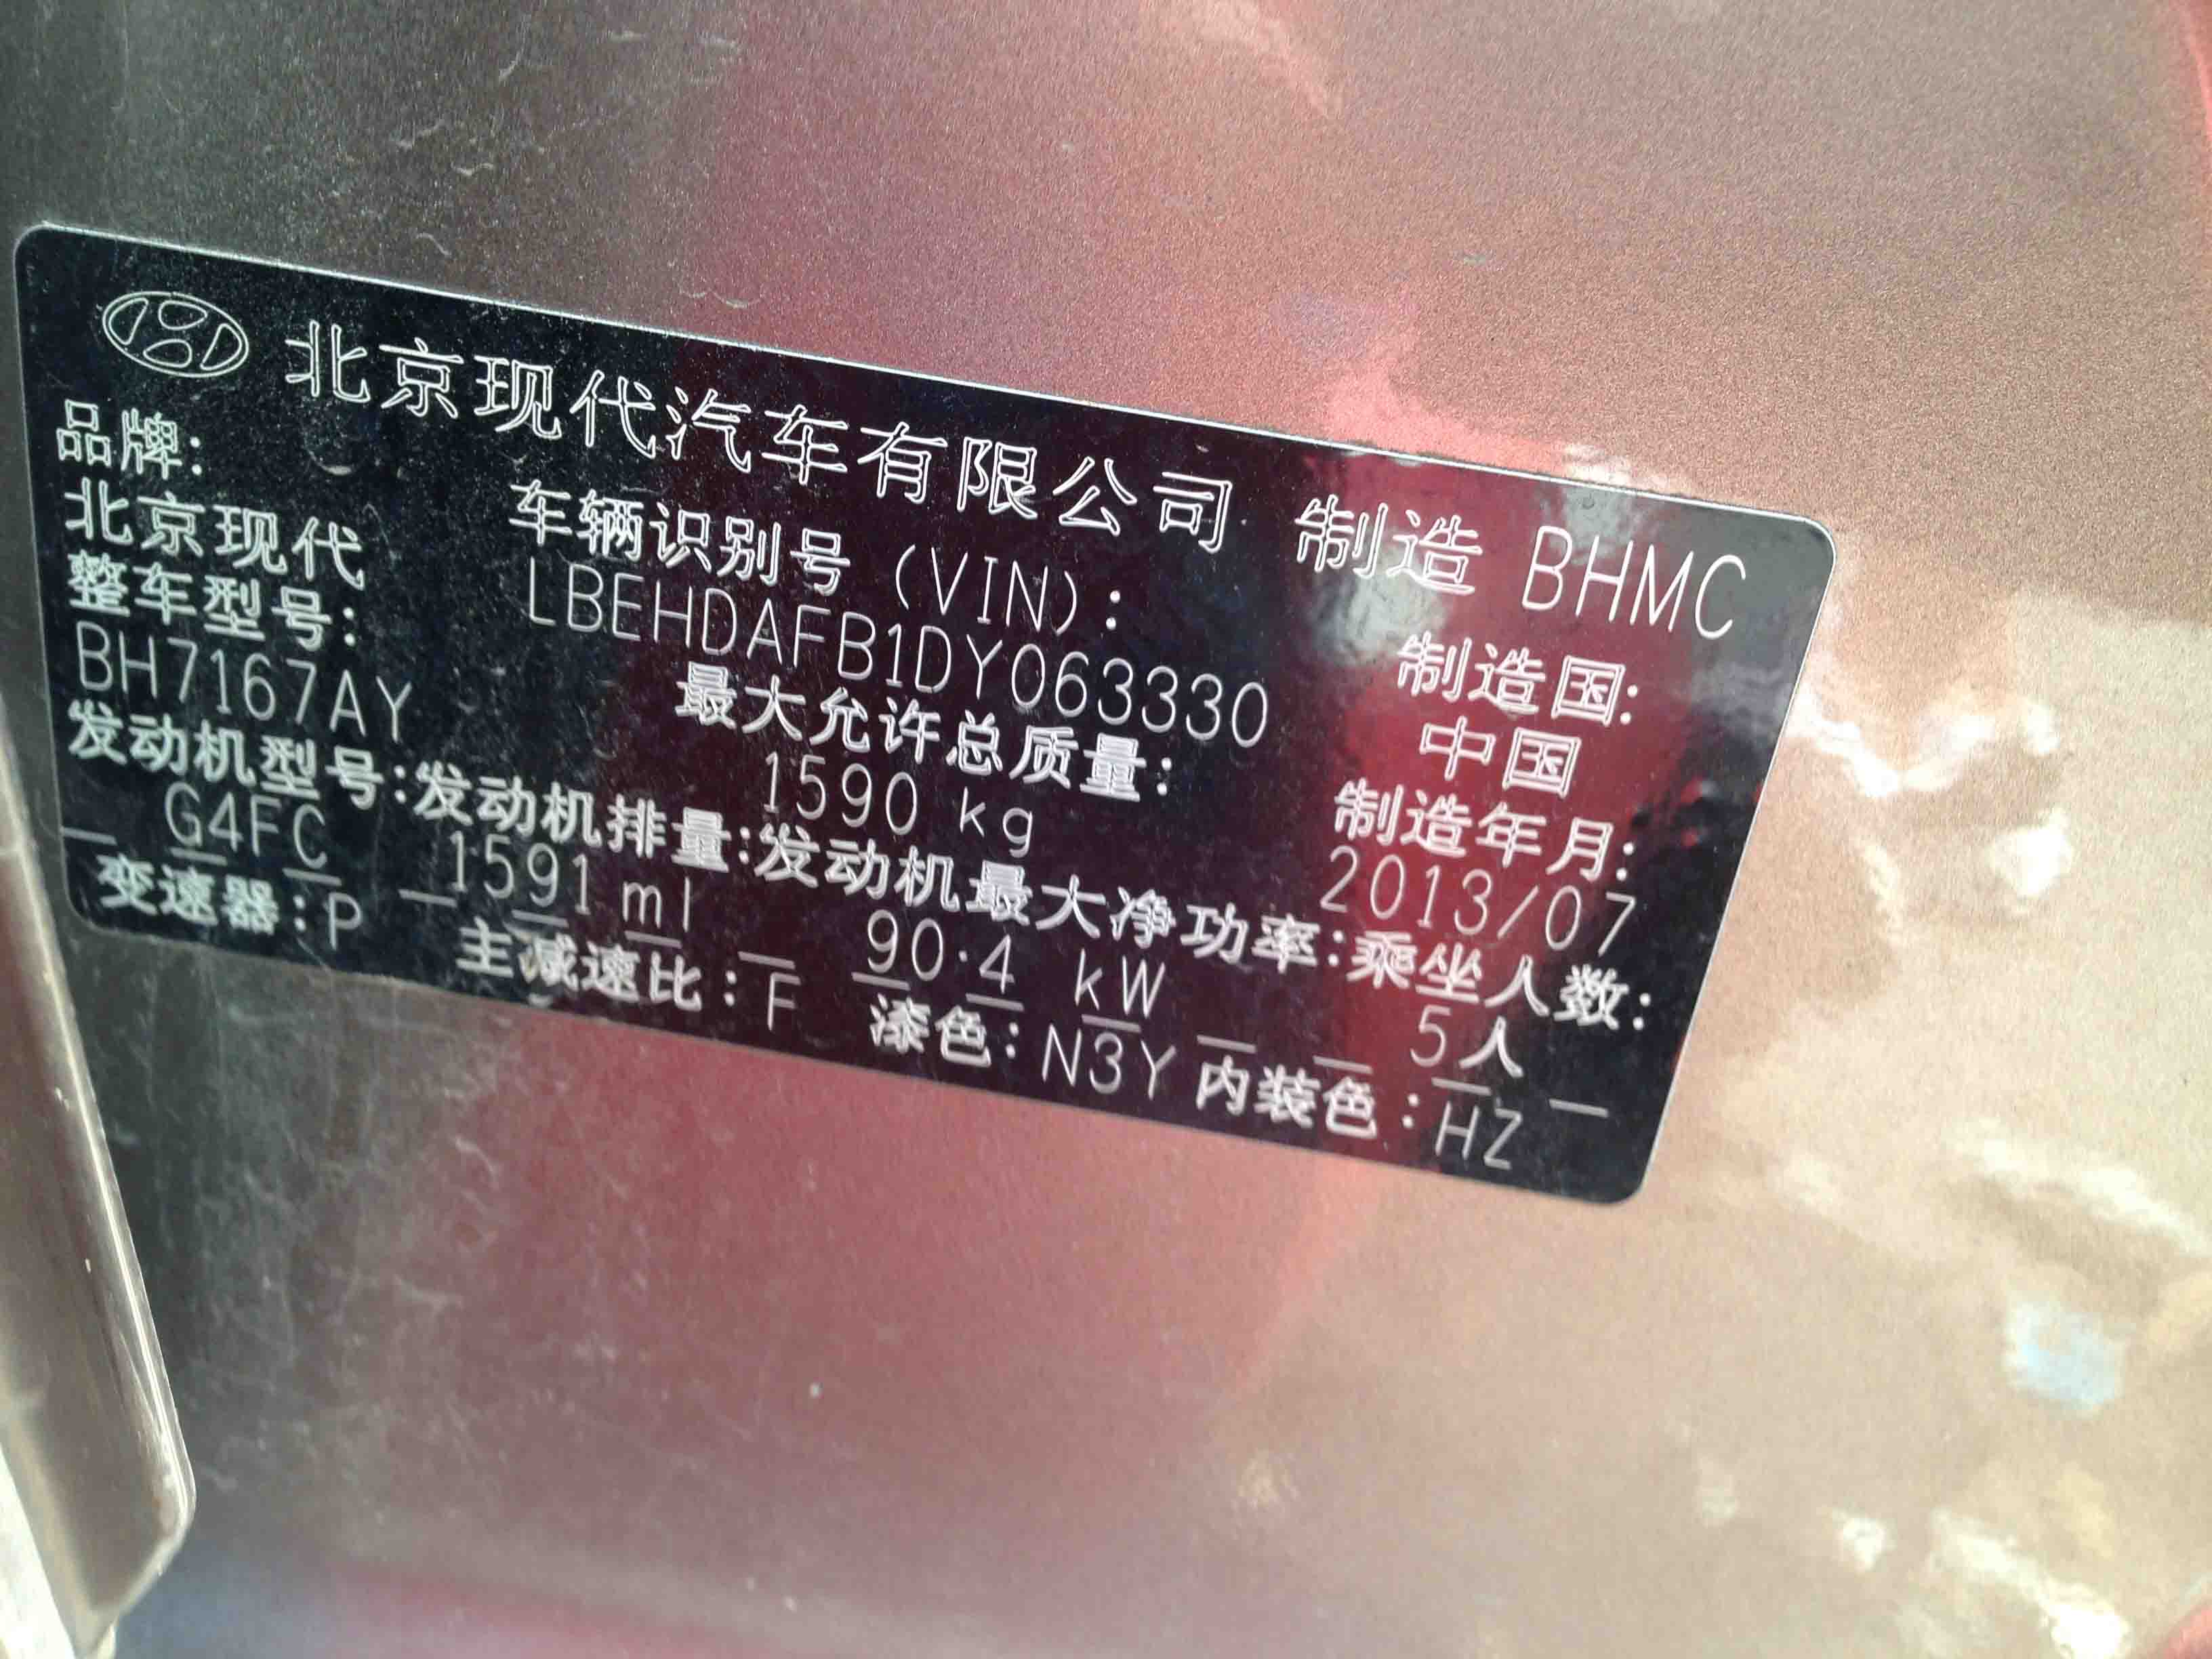 北京现代汽车有限公司 制造 BHMC
品牌: 车辆识别号 (VIN): 制造国:
北京现代 LBEHDAFB1DY063330 中国
整车型号: 最大允许总质量: 制造年月:
BH7167AY 1590 kg 2013/07
发动机型号: 发动机排量: 发动机最大净功率: 乘坐人数:
G4FC 1591 ml 90.4 kW 5人
变速器: P 主减速比: F 漆色: N3Y 内装色: HZ